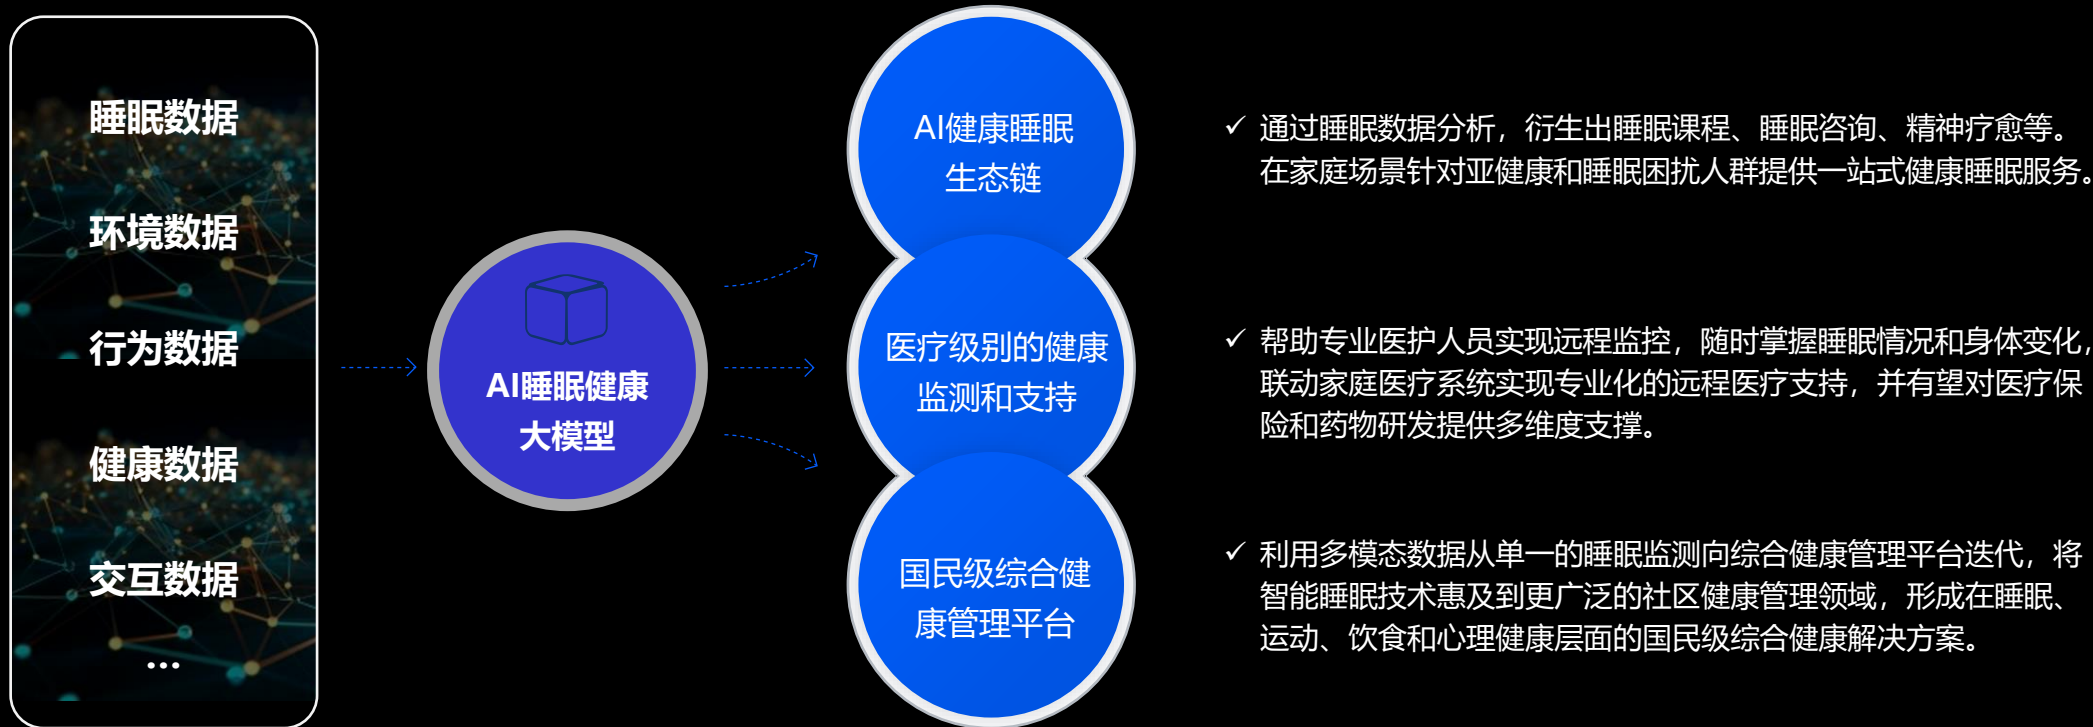 睡眠数据
环境数据
行为数据
健康数据
交互数据
...
AI睡眠健康
大模型
AI健康睡眠
生态链
医疗级别的健康
监测和支持
国民级综合健
康管理平台
✓ 通过睡眠数据分析，衍生出睡眠课程、睡眠咨询、精神疗愈等。
在家庭场景针对亚健康和睡眠困扰人群提供一站式健康睡眠服务。
✓ 帮助专业医护人员实现远程监控，随时掌握睡眠情况和身体变化，
联动家庭医疗系统实现专业化的远程医疗支持，并有望对医疗保
险和药物研发提供多维度支撑。
✓ 利用多模态数据从单一的睡眠监测向综合健康管理平台迭代，将
智能睡眠技术惠及到更广泛的社区健康管理领域，形成在睡眠、
运动、饮食和心理健康层面的国民级综合健康解决方案。